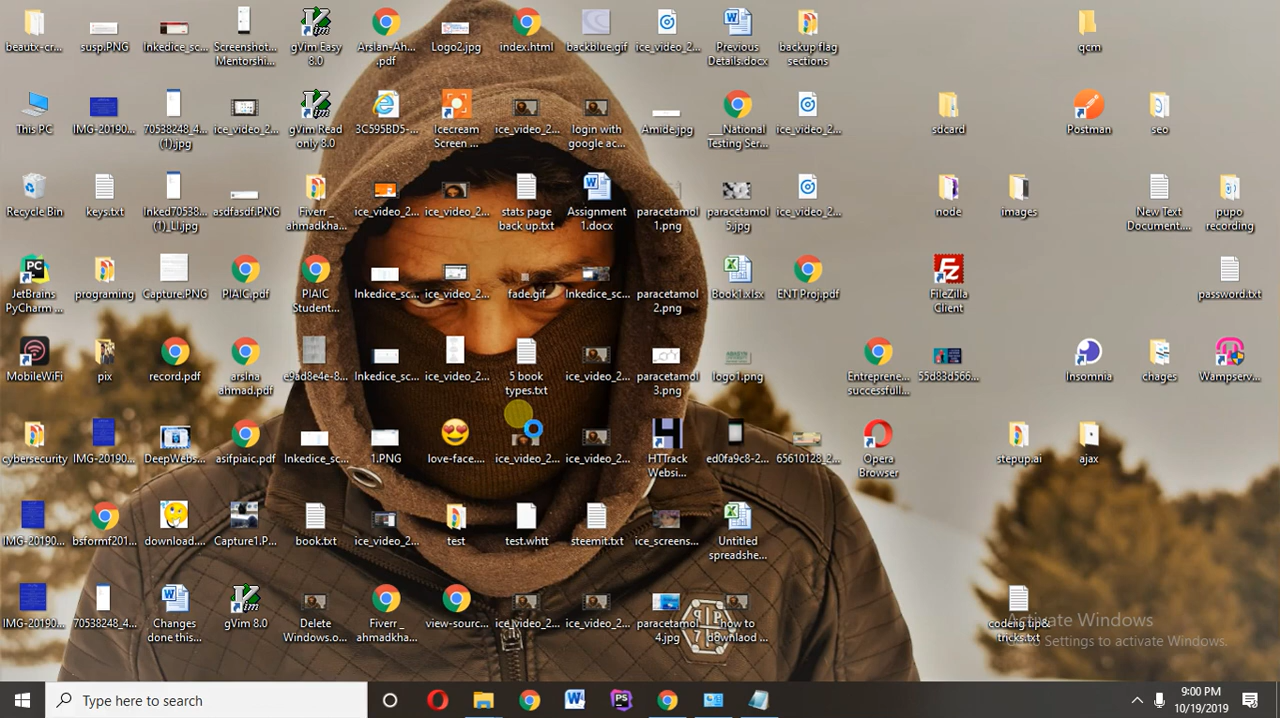 beautx-cr...
susp.PNG
Inkedice_sc...
Screenshot...
Mentorshi...
gVim Easy
8.0
Arslan-Ah...
.pdf
Logo2.jpg
index.html
backblue.gif
ice_video_2...
Previous
Details.docx
backup flag
sections
qcm
This PC
IMG-20190...
70538248_4...
(1).jpg
ice_video_2...
gVim Read
only 8.0
3C595BD5-...
Icecream
Screen ...
ice_video_2...
login with
google ac...
Amide.jpg
___National
Testing Ser...
ice_video_2...
sdcard
Postman
seo
Recycle Bin
keys.txt
Inked70538...
(1)_LI.jpg
asdfasdf.PNG
Fiverr _
ahmadkha...
ice_video_2...
ice_video_2...
stats page
back up.txt
Assignment
1.docx
paracetamol
1.png
paracetamol
5.jpg
ice_video_2...
node
images
New Text
Document....
pupo
recording
JetBrains
PyCharm ...
programing
Capture.PNG
PIAIC.pdf
PIAIC
Student...
Inkedice_sc...
ice_video_2...
fade.gif
Inkedice_sc...
paracetamol
2.png
Book1.xlsx
ENTProj.pdf
FileZilla
Client
password.txt
MobileWiFi
pix
record.pdf
arslna
ahmad.pdf
e9ad8e4e-8...
Inkedice_sc...
ice_video_2...
5 book
types.txt
ice_video_2...
paracetamol
3.png
logo1.png
Entreprene...
successfull...
55d83d566...
Insomnia
chages
Wampserv...
cybersecurity
IMG-20190...
DeepWebs...
asifpiaic.pdf
Inkedice_sc...
1.PNG
love-face....
ice_video_2...
ice_video_2...
HTTrack
Websi...
ed0fa9c8-2...
65610128_2...
Opera
Browser
stepup.ai
ajax
IMG-20190...
bsformf201...
download....
Capture1.P...
book.txt
ice_video_2...
test
test.whtt
steemit.txt
ice_screens...
Untitled
spreadshe...
IMG-20190...
70538248_4...
Changes
done this...
gVim 8.0
Delete
Windows.o...
Fiverr _
ahmadkha...
view-sourc...
ice_video_2...
ice_video_2...
paracetamol
4.jpg
how to
downlaod ...
codeiig tip&
tricks.txt
Activate Windows
Go to Settings to activate Windows.
Type here to search
9:00 PM
10/19/2019